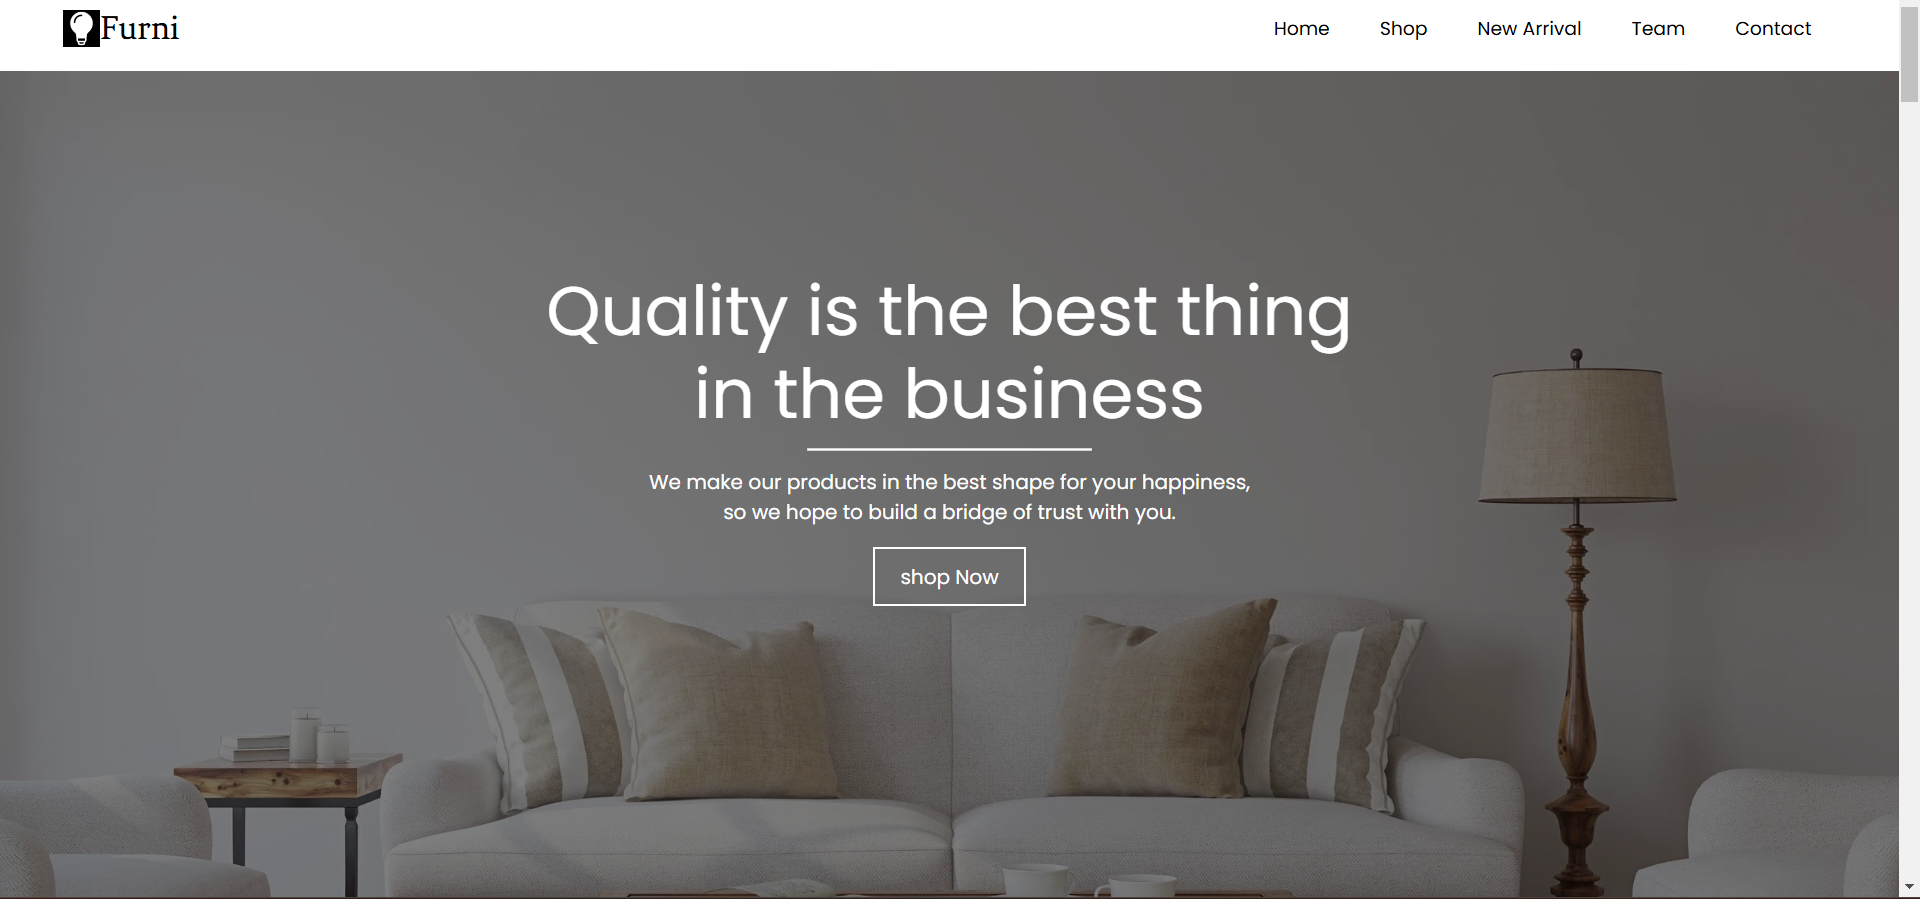 Furni
Home Shop New Arrival Team Contact
Quality is the best thing
in the business
We make our products in the best shape for your happiness,
so we hope to build a bridge of trust with you.
shop Now